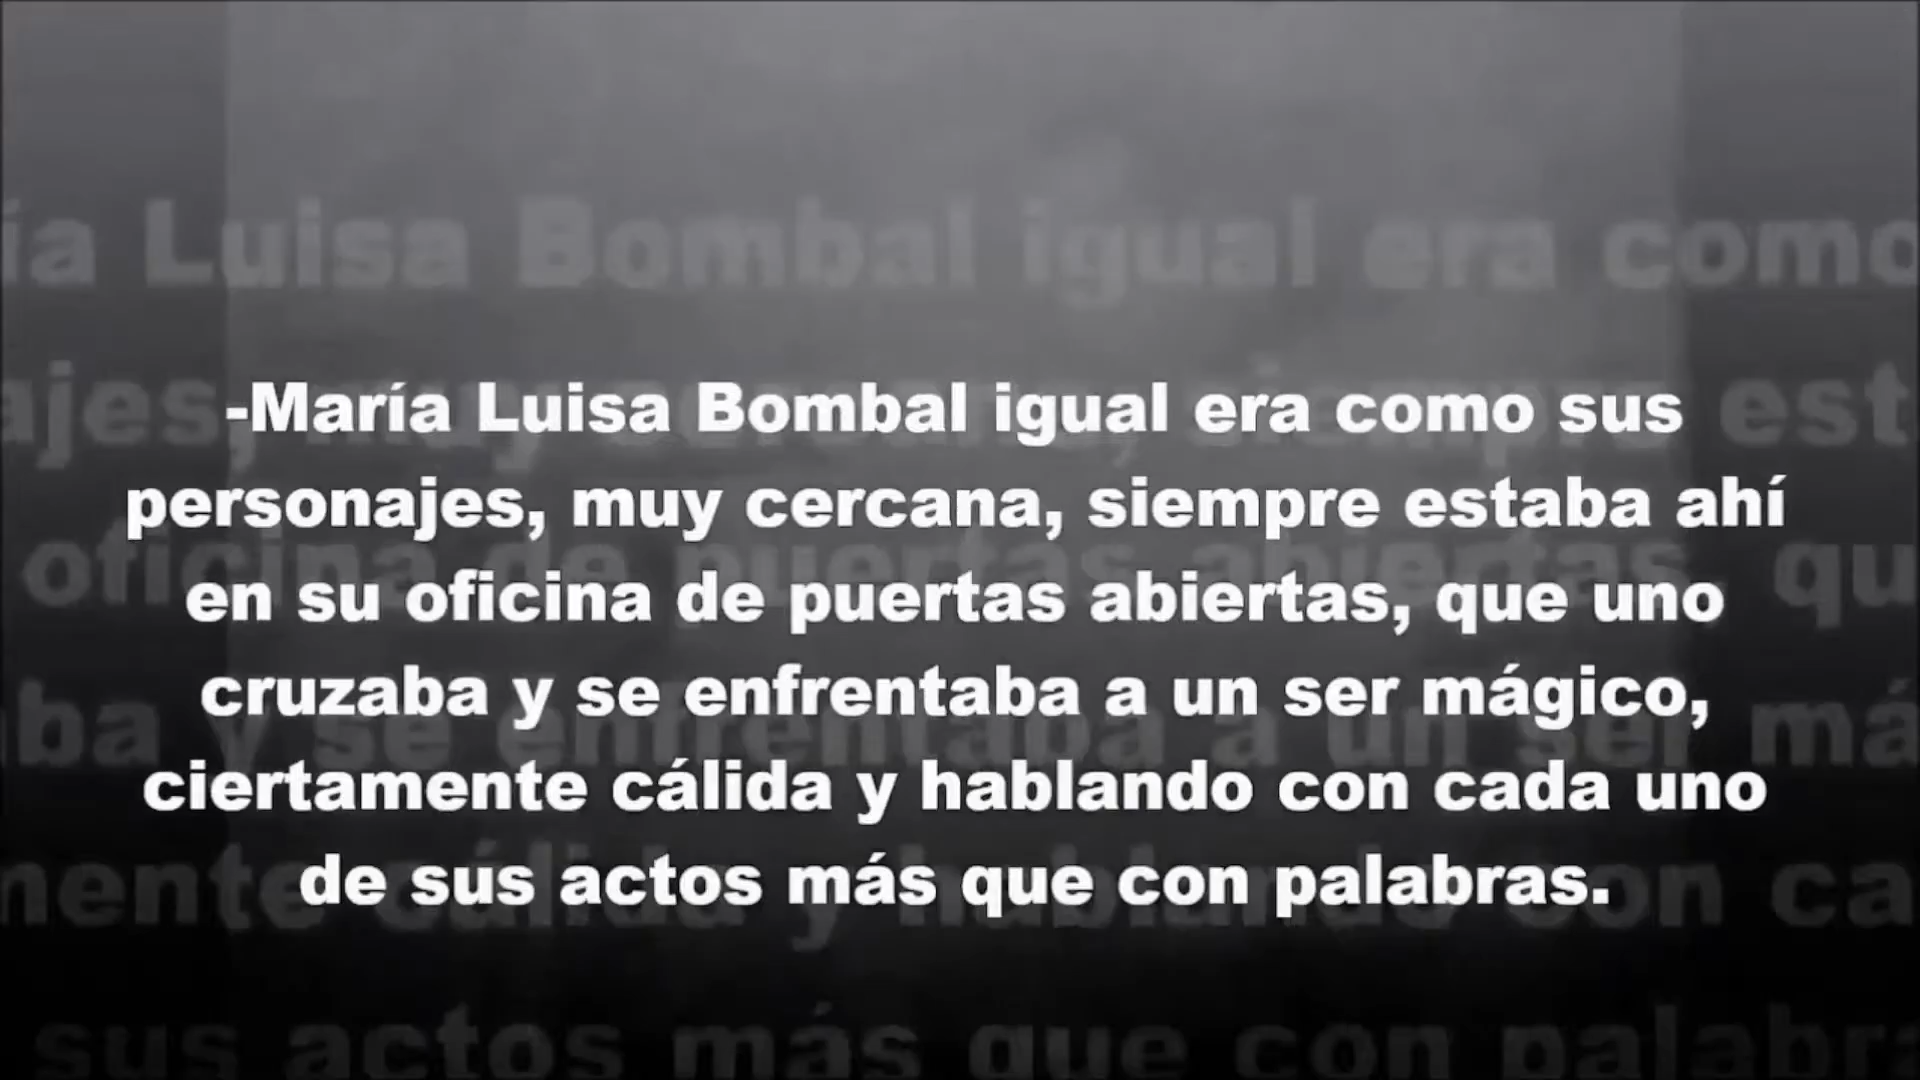 -María Luisa Bombal igual era como sus
personajes, muy cercana, siempre estaba ahí
en su oficina de puertas abiertas, que uno
cruzaba y se enfrentaba a un ser mágico,
ciertamente cálida y hablando con cada uno
de sus actos más que con palabras.